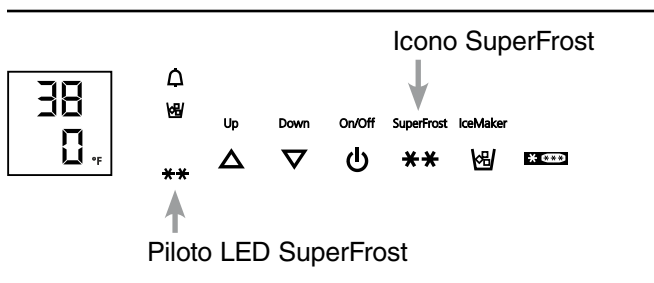 Icono SuperFrost
38
0 °F
Up Down On/Off SuperFrost IceMaker
Piloto LED SuperFrost